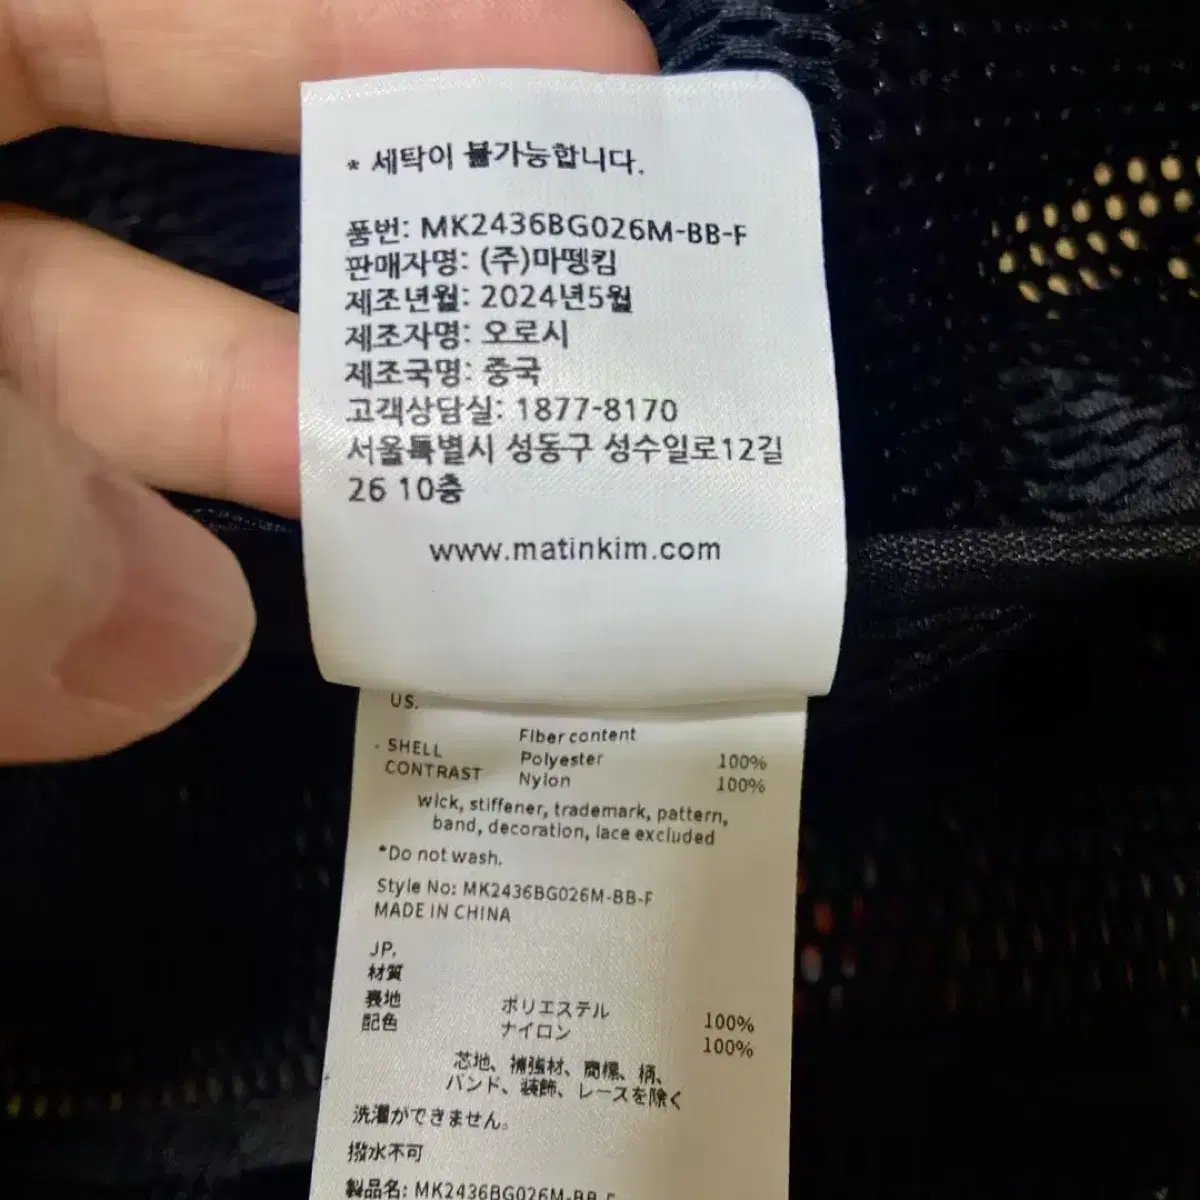 * 세탁이 불가능합니다.
품번: MK2436BG026M-BB-F
판매자명: (주)마뗑킴
제조년월: 2024년5월
제조자명: 오로시
제조국명: 중국
고객상담실: 1877-8170
서울특별시 성동구 성수일로12길
26 10층
www.matinkim.com
US.
Fiber content
SHELL Polyester 100%
CONTRAST Nylon 100%
wick, stiffener, trademark, pattern,
band, decoration, lace excluded
*Do not wash.
Style No: MK2436BG026M-BB-F
MADE IN CHINA
JP.
材質
裏地 ポリエステル 100%
配色 ナイロン 100%
芯地、補強材、商標、柄、
バンド、装飾、レースを除く
洗濯ができません。
撥水不可
製品名: MK2436BG026M-BB-F